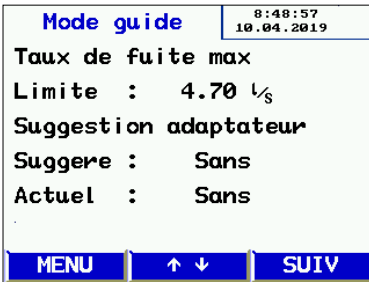 Mode guide
8:48:57
10.04.2019
Taux de fuite max
Limite : 4.70 l/s
Suggestion adaptateur
Suggere : Sans
Actuel : Sans
MENU ↑ ↓ SUIV